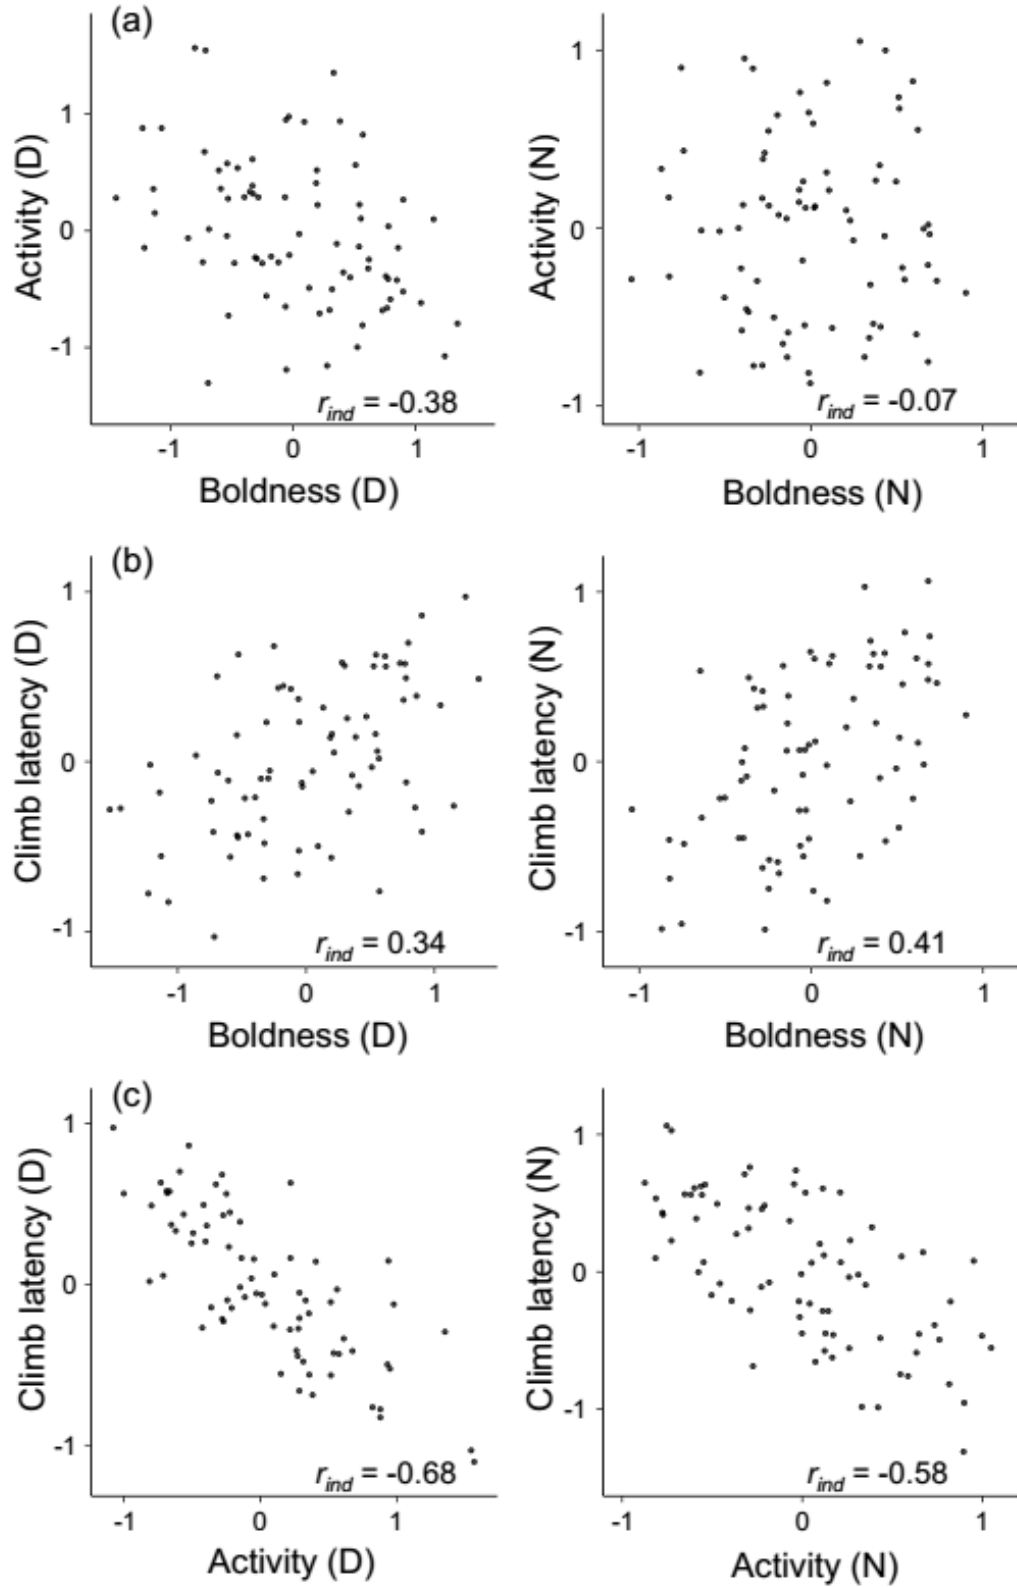 (a)
Activity (D)
1
0
-1
r_ind = -0.38
-1 0 1
Boldness (D)
Activity (N)
1
0
-1
r_ind = -0.07
-1 0 1
Boldness (N)
(b)
Climb latency (D)
1
0
-1
r_ind = 0.34
-1 0 1
Boldness (D)
Climb latency (N)
1
0
-1
r_ind = 0.41
-1 0 1
Boldness (N)
(c)
Climb latency (D)
1
0
-1
r_ind = -0.68
-1 0 1
Activity (D)
Climb latency (N)
1
0
-1
r_ind = -0.58
-1 0 1
Activity (N)